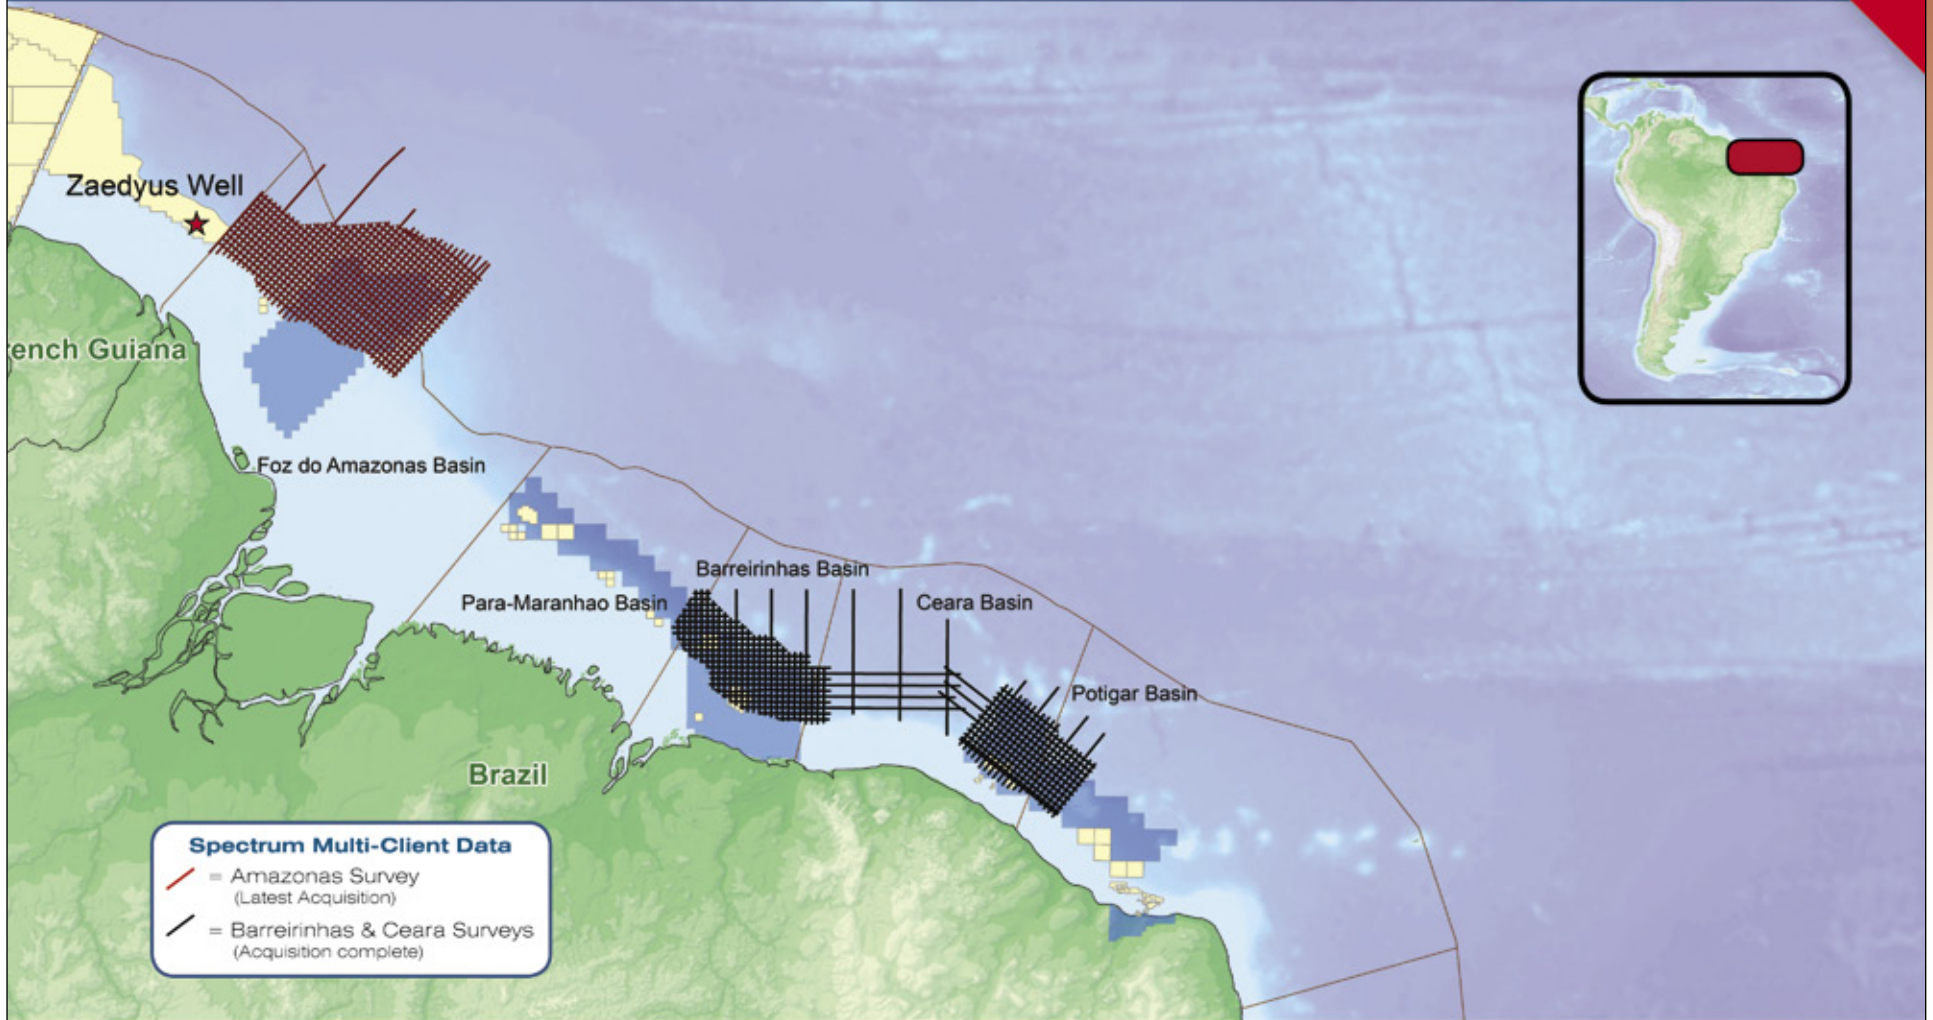 Zaedyus Well
rench Guiana
Foz do Amazonas Basin
Barreirinhas Basin
Para-Maranhao Basin
Ceara Basin
Potigar Basin
Brazil
Spectrum Multi-Client Data
= Amazonas Survey
(Latest Acquisition)
= Barreirinhas & Ceara Surveys
(Acquisition complete)